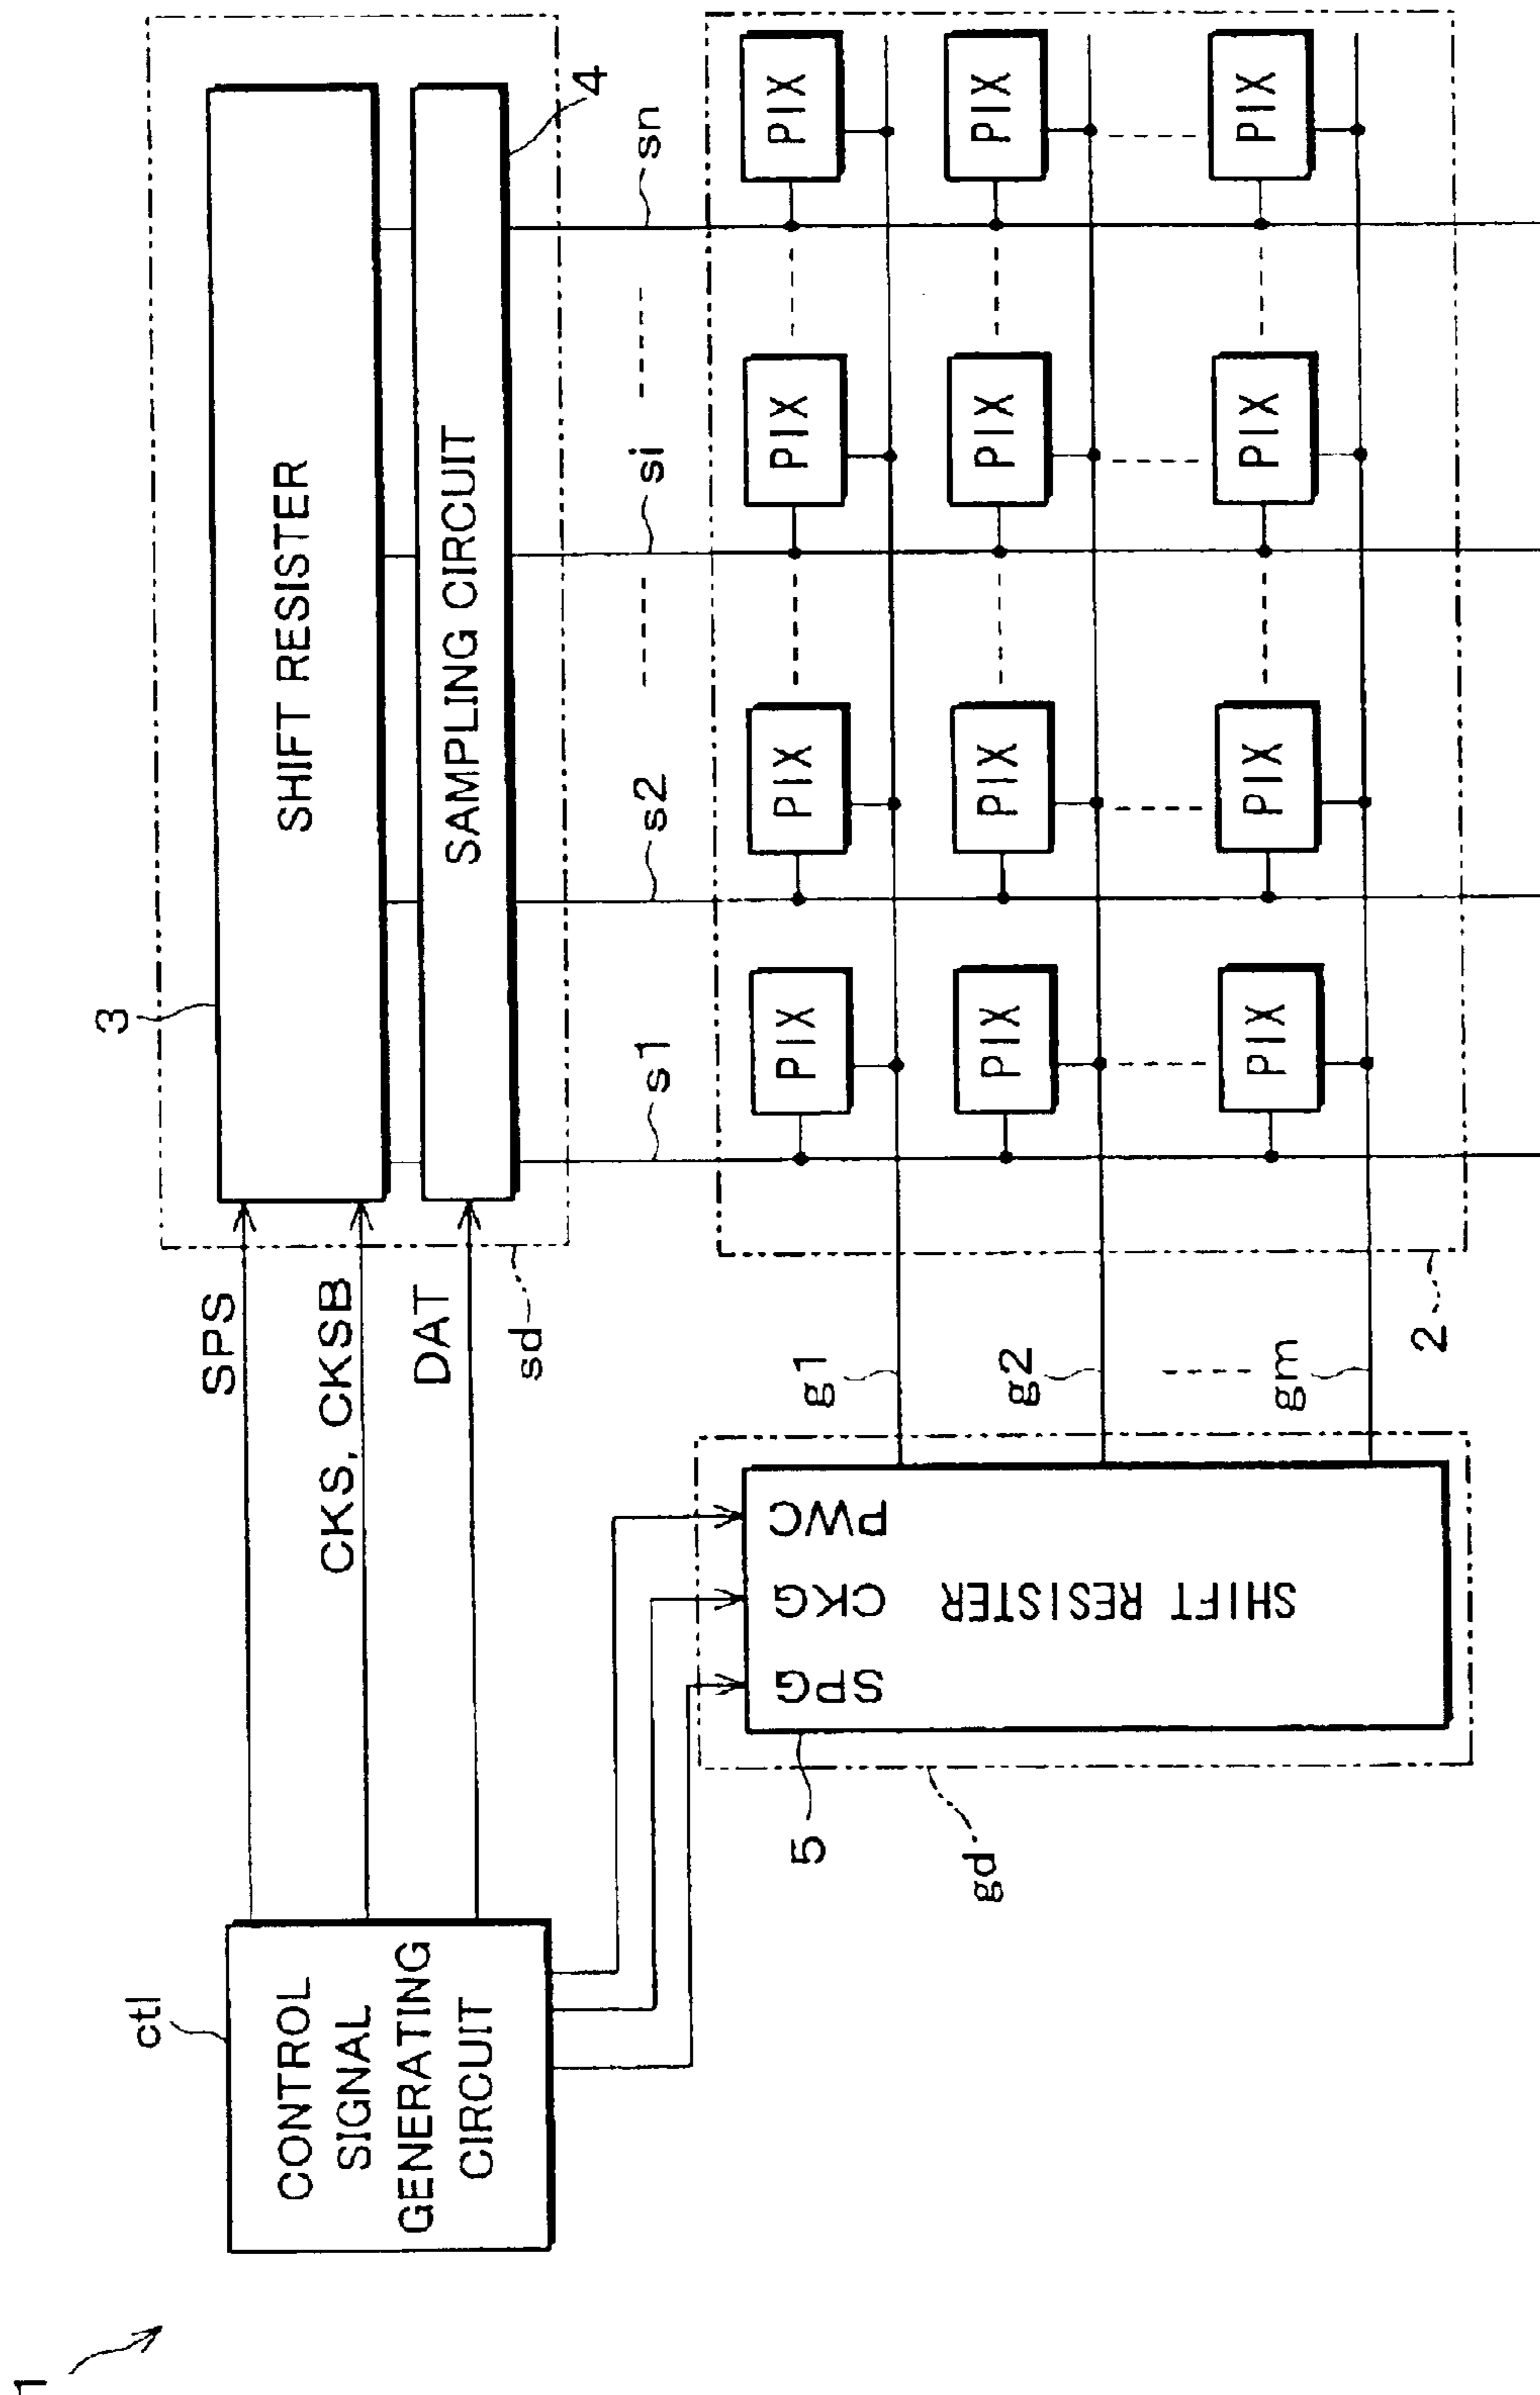 1
ctl
CONTROL
SIGNAL
GENERATING
CIRCUIT
SPS
CKS, CKSB
DAT
sd
3
SHIFT RESISTER
SAMPLING CIRCUIT
4
s1
s2
si
sn
5
gd
SPG
CKG
PWC
SHIFT RESISTER
g1
g2
gm
2
PIX
PIX
PIX
PIX
PIX
PIX
PIX
PIX
PIX
PIX
PIX
PIX